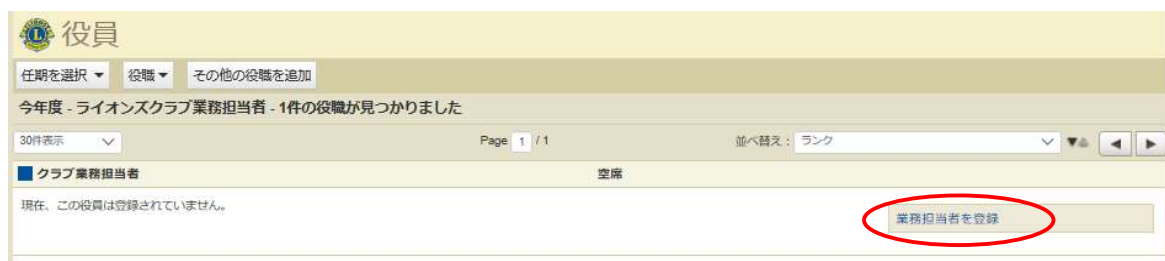 役員
任期を選択 役職 その他の役職を追加
今年度 - ライオンズクラブ業務担当者 - 1件の役職が見つかりました
30件表示 Page 1 / 1 並べ替え： ランク
クラブ業務担当者 空席
現在、この役員は登録されていません。
業務担当者を登録